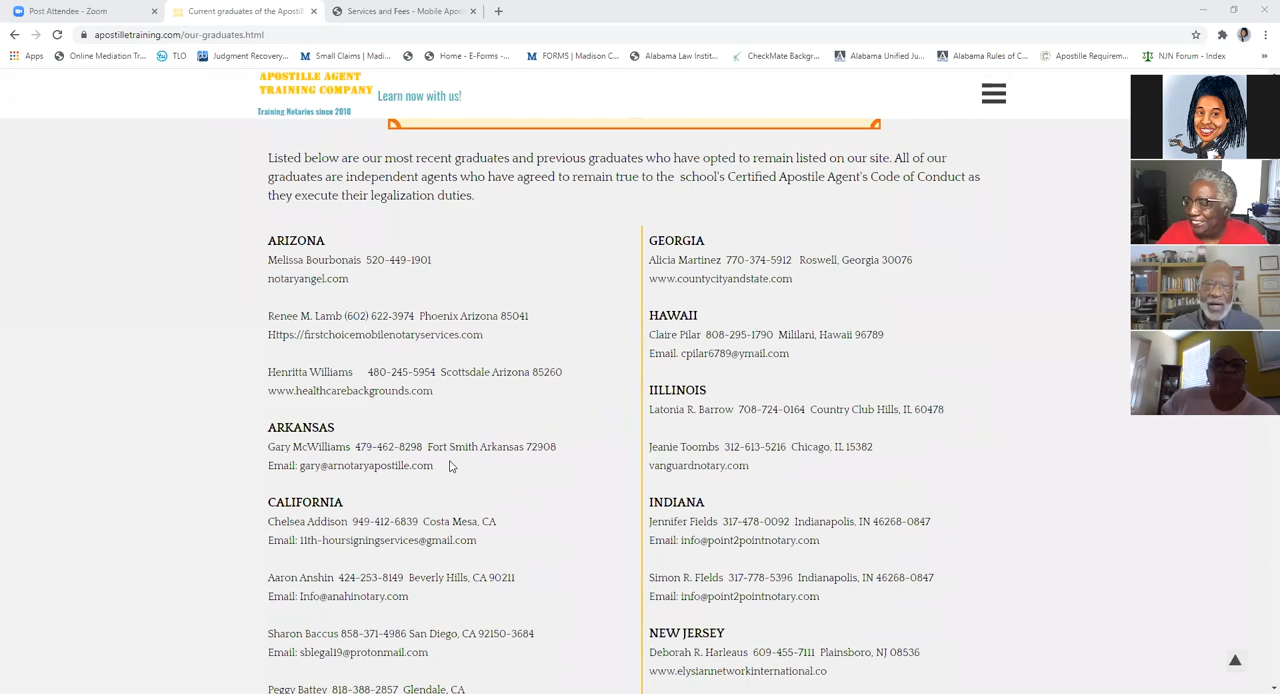 Post Attendee - Zoom
Current graduates of the Apostill
Services and Fees - Mobile Apos
apostilletraining.com/our-graduates.html
Apps
Online Mediation Tr...
TLO
Judgment Recovery...
Small Claims | Madi...
Home - E-Forms -...
FORMS | Madison C...
Alabama Law Instit...
CheckMate Backgr...
Alabama Unified Ju...
Alabama Rules of C...
Apostille Requirem...
NJN Forum - Index
APOSTILLE AGENT
TRAINING COMPANY
Learn now with us!
Training Notaries since 2010
Listed below are our most recent graduates and previous graduates who have opted to remain listed on our site. All of our
graduates are independent agents who have agreed to remain true to the school's Certified Apostile Agent's Code of Conduct as
they execute their legalization duties.
ARIZONA
Melissa Bourbonais 520-449-1901
notaryangel.com
Renee M. Lamb (602) 622-3974 Phoenix Arizona 85041
Https://firstchoicemobilenotaryservices.com
Henritta Williams 480-245-5954 Scottsdale Arizona 85260
www.healthcarebackgrounds.com
ARKANSAS
Gary McWilliams 479-462-8298 Fort Smith Arkansas 72908
Email: gary@arnotaryapostille.com
CALIFORNIA
Chelsea Addison 949-412-6839 Costa Mesa, CA
Email: 11th-hoursigningservices@gmail.com
Aaron Anshin 424-253-8149 Beverly Hills, CA 90211
Email: Info@anahinotary.com
Sharon Baccus 858-371-4986 San Diego, CA 92150-3684
Email: sblegal19@protonmail.com
Peggy Battey 818-388-2857 Glendale, CA
GEORGIA
Alicia Martinez 770-374-5912 Roswell, Georgia 30076
www.countycityandstate.com
HAWAII
Claire Pilar 808-295-1790 Mililani, Hawaii 96789
Email. cpilar6789@ymail.com
IILLINOIS
Latonia R. Barrow 708-724-0164 Country Club Hills, IL 60478
Jeanie Toombs 312-613-5216 Chicago, IL 15382
vanguardnotary.com
INDIANA
Jennifer Fields 317-478-0092 Indianapolis, IN 46268-0847
Email: info@point2pointnotary.com
Simon R. FIelds 317-778-5396 Indianapolis, IN 46268-0847
Email: info@point2pointnotary.com
NEW JERSEY
Deborah R. Harleaus 609-455-7111 Plainsboro, NJ 08536
www.elysiannetworkinternational.co